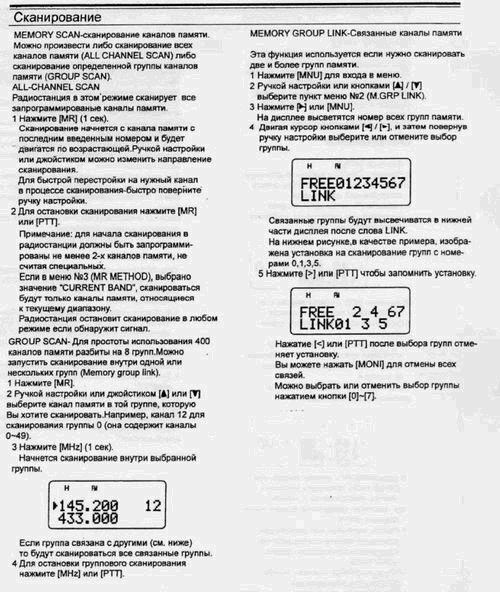 Сканирование
MEMORY SCAN-сканирование каналов памяти.
Можно произвести либо сканирование всех
каналов памяти (ALL CHANNEL SCAN) либо
сканирование определенной группы каналов
памяти (GROUP SCAN).
ALL-CHANNEL SCAN
Радиостанция в этом режиме сканирует все
запрограммированые каналы памяти.
1 Нажмите [MR] (1 сек).
Сканирование начнется с канала памяти с
последним введенным номером и будет
двигатся по возрастающей.Ручкой настройки
или джойстиком можно изменить направление
сканирования.
Для быстрой перестройки на нужный канал
в процессе сканирования-быстро поверните
ручку настройки.
2 Для остановки сканирования нажмите [MR]
или [PTT].
Примечание: для начала сканирования в
радиостанции должны быть запрограмми-
рованы не менее 2-х каналов памяти, не
считая специальных.
Если в меню №3 (MR METHOD), выбрано
значение "CURRENT BAND", сканироваться
будут только каналы памяти, относящиеся
к текущему диапазону.
Радиостанция остановит сканирование в любом
режиме если обнаружит сигнал.
GROUP SCAN- Для простоты использования 400
каналов памяти разбиты на 8 групп.Можно
запустить сканирование внутри одной или
нескольких групп (Memory group link).
1 Нажмите [MR].
2 Ручкой настройки или джойстиком [▲] или [▼]
выберите канал памяти в той группе, которую
Вы хотите сканировать.Например, канал 12 для
сканирования группы 0 (она содержит каналы
0~49).
3 Нажмите [MHz] (1 сек).
Начнется сканирование внутри выбранной
группы.
H FM
▸145.200 12
433.000
Если группа связана с другими (см. ниже)
то будут сканироваться все связанные группы.
4 Для остановки группового сканирования
нажмите [MHz] или [PTT].
MEMORY GROUP LINK-Связанные каналы памяти
Эта функция используется если нужно сканировать
две и более групп памяти.
1 Нажмите [MNU] для входа в меню.
2 Ручкой настройки или кнопками [▲] / [▼]
выберите пункт меню №2 (M.GRP LINK).
3 Нажмите [►] или [MNU].
На дисплее высветятся номер всех групп памяти.
4 Двигая курсор кнопками [◄] / [►], и затем повернув
ручку настройки выберите или отмените выбор
группы.
H FM
FREE01234567
LINK
Связанные группы будут высвечиватся в нижней
части дисплея после слова LINK.
На нижнем рисунке,в качестве примера, изобра-
жена установка на сканирование групп с номе-
рами 0,1,3,5.
5 Нажмите [>] или [PTT] чтобы запомнить установку.
H FM
FREE 2 4 67
LINK01 3 5
Нажатие [<] или [PTT] после выбора групп отме-
няет установку.
Вы можете нажать [MONI] для отмены всех
связей.
Можно выбрать или отменить выбор группы
нажатием кнопки [0]~[7].